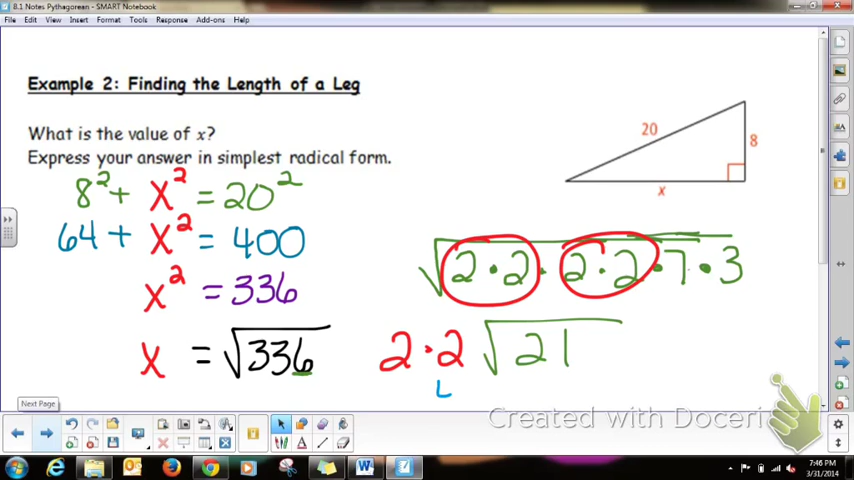 8.1 Notes Pythagorean - SMART Notebook
File Edit View Insert Format Tools Response Add-ons Help
Example 2: Finding the Length of a Leg
What is the value of x?
Express your answer in simplest radical form.
20
8
x
8² + x² = 20²
64 + x² = 400
x² = 336
x = √336
√2·2·2·2·7·3
2·2 √21
L
Next Page
Created with Doceri
7:46 PM
3/31/2014